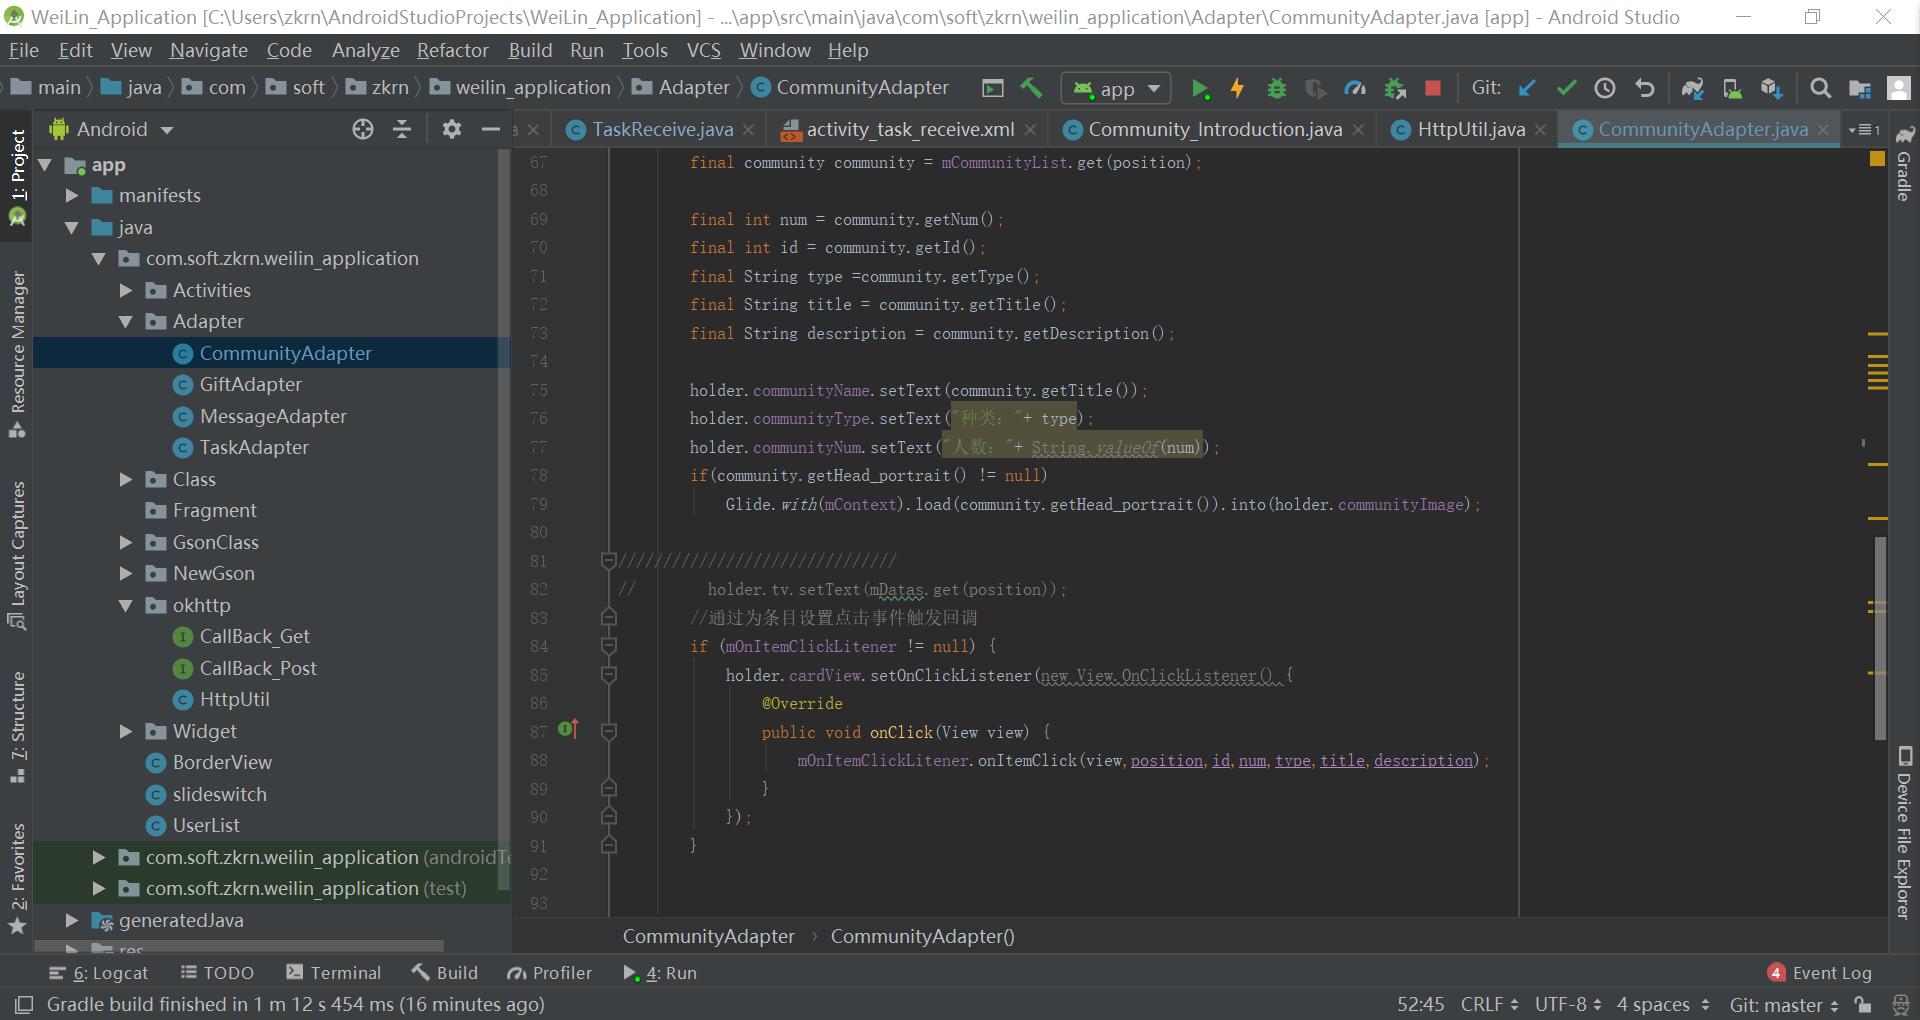 WeiLin_Application [C:\Users\zkrn\AndroidStudioProjects\WeiLin_Application] - ...\app\src\main\java\com\soft\zkrn\weilin_application\Adapter\CommunityAdapter.java [app] - Android Studio
File Edit View Navigate Code Analyze Refactor Build Run Tools VCS Window Help
main java com soft zkrn weilin_application Adapter CommunityAdapter app Git:
Android
a TaskReceive.java activity_task_receive.xml Community_Introduction.java HttpUtil.java CommunityAdapter.java 1
1: Project
Resource Manager
Layout Captures
7: Structure
2: Favorites
app
manifests
java
com.soft.zkrn.weilin_application
Activities
Adapter
CommunityAdapter
GiftAdapter
MessageAdapter
TaskAdapter
Class
Fragment
GsonClass
NewGson
okhttp
CallBack_Get
CallBack_Post
HttpUtil
Widget
BorderView
slideswitch
UserList
com.soft.zkrn.weilin_application (androidTe
com.soft.zkrn.weilin_application (test)
generatedJava
res
67 final community community = mCommunityList.get(position);
68
69 final int num = community.getNum();
70 final int id = community.getId();
71 final String type =community.getType();
72 final String title = community.getTitle();
73 final String description = community.getDescription();
74
75 holder.communityName.setText(community.getTitle());
76 holder.communityType.setText("种类："+ type);
77 holder.communityNum.setText("人数："+ String.valueOf(num));
78 if(community.getHead_portrait() != null)
79 Glide.with(mContext).load(community.getHead_portrait()).into(holder.communityImage);
80
81 ///////////////////////////////
82 // holder.tv.setText(mDatas.get(position));
83 //通过为条目设置点击事件触发回调
84 if (mOnItemClickLitener != null) {
85 holder.cardView.setOnClickListener(new View.OnClickListener() {
86 @Override
87 public void onClick(View view) {
88 mOnItemClickLitener.onItemClick(view,position,id,num,type,title,description);
89 }
90 });
91 }
92
93
CommunityAdapter › CommunityAdapter()
Gradle
Device File Explorer
6: Logcat TODO Terminal Build Profiler 4: Run 4 Event Log
Gradle build finished in 1 m 12 s 454 ms (16 minutes ago) 52:45 CRLF UTF-8 4 spaces Git: master